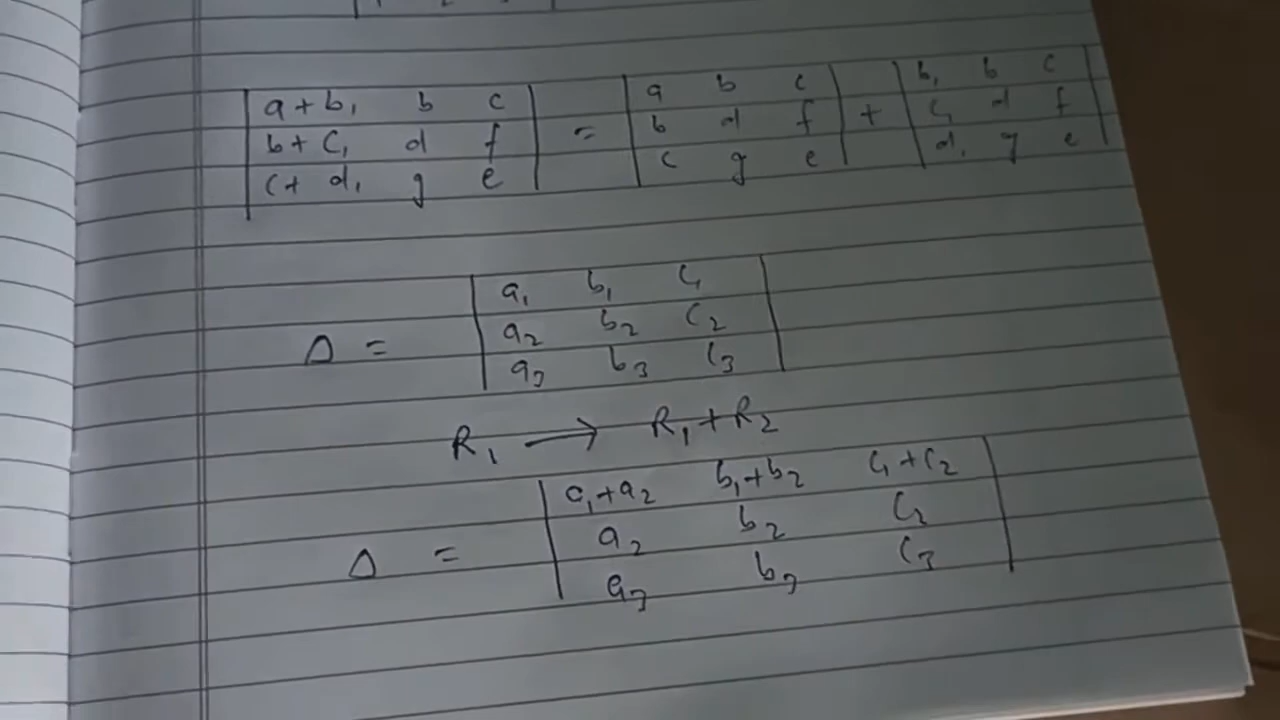 | a + b₁ b c | = | a b c | + | b₁ b c |
| b + c₁ d f | | b d f | | c₁ d f |
| c + d₁ g e | | c g e | | d₁ g e |
Δ = | a₁ b₁ c₁ |
| a₂ b₂ c₂ |
| a₃ b₃ c₃ |
R₁ → R₁ + R₂
Δ = | a₁+a₂ b₁+b₂ c₁+c₂ |
| a₂ b₂ c₂ |
| a₃ b₃ c₃ |